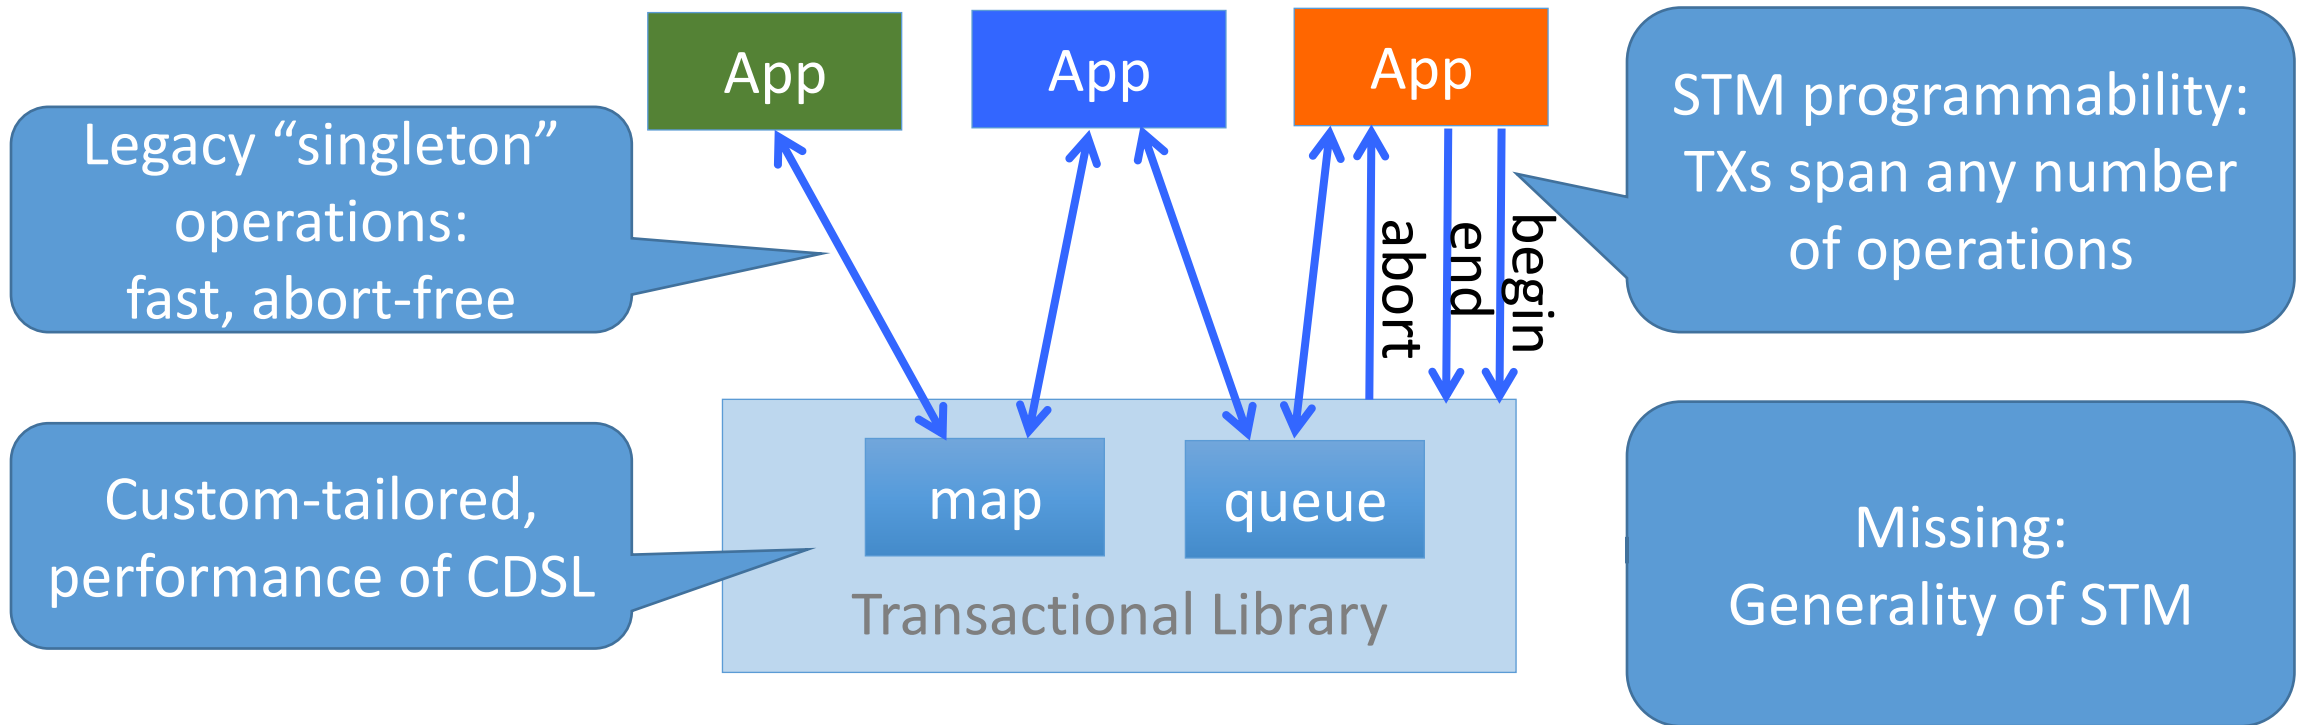 App
App
App
Legacy “singleton”
operations:
fast, abort-free
STM programmability:
TXs span any number
of operations
abort
end
begin
Custom-tailored,
performance of CDSL
map
queue
Transactional Library
Missing:
Generality of STM